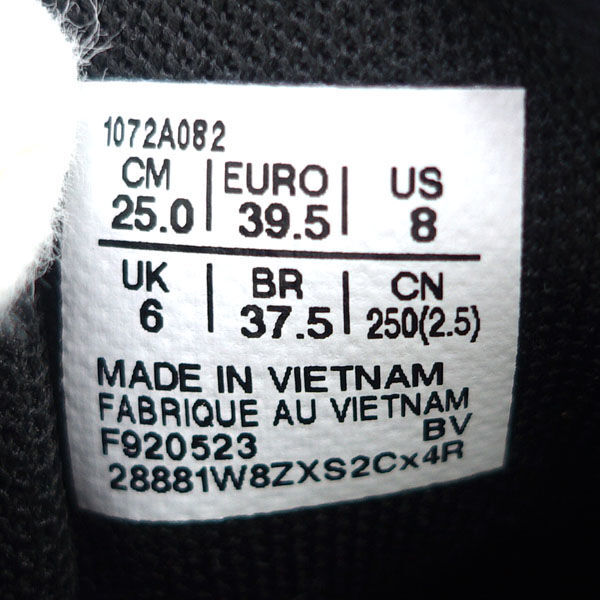 1072A082
CM | EURO | US
25.0 | 39.5 | 8
UK | BR | CN
6 | 37.5 | 250(2.5)
MADE IN VIETNAM
FABRIQUE AU VIETNAM
F920523 BV
28881W8ZXS2Cx4R